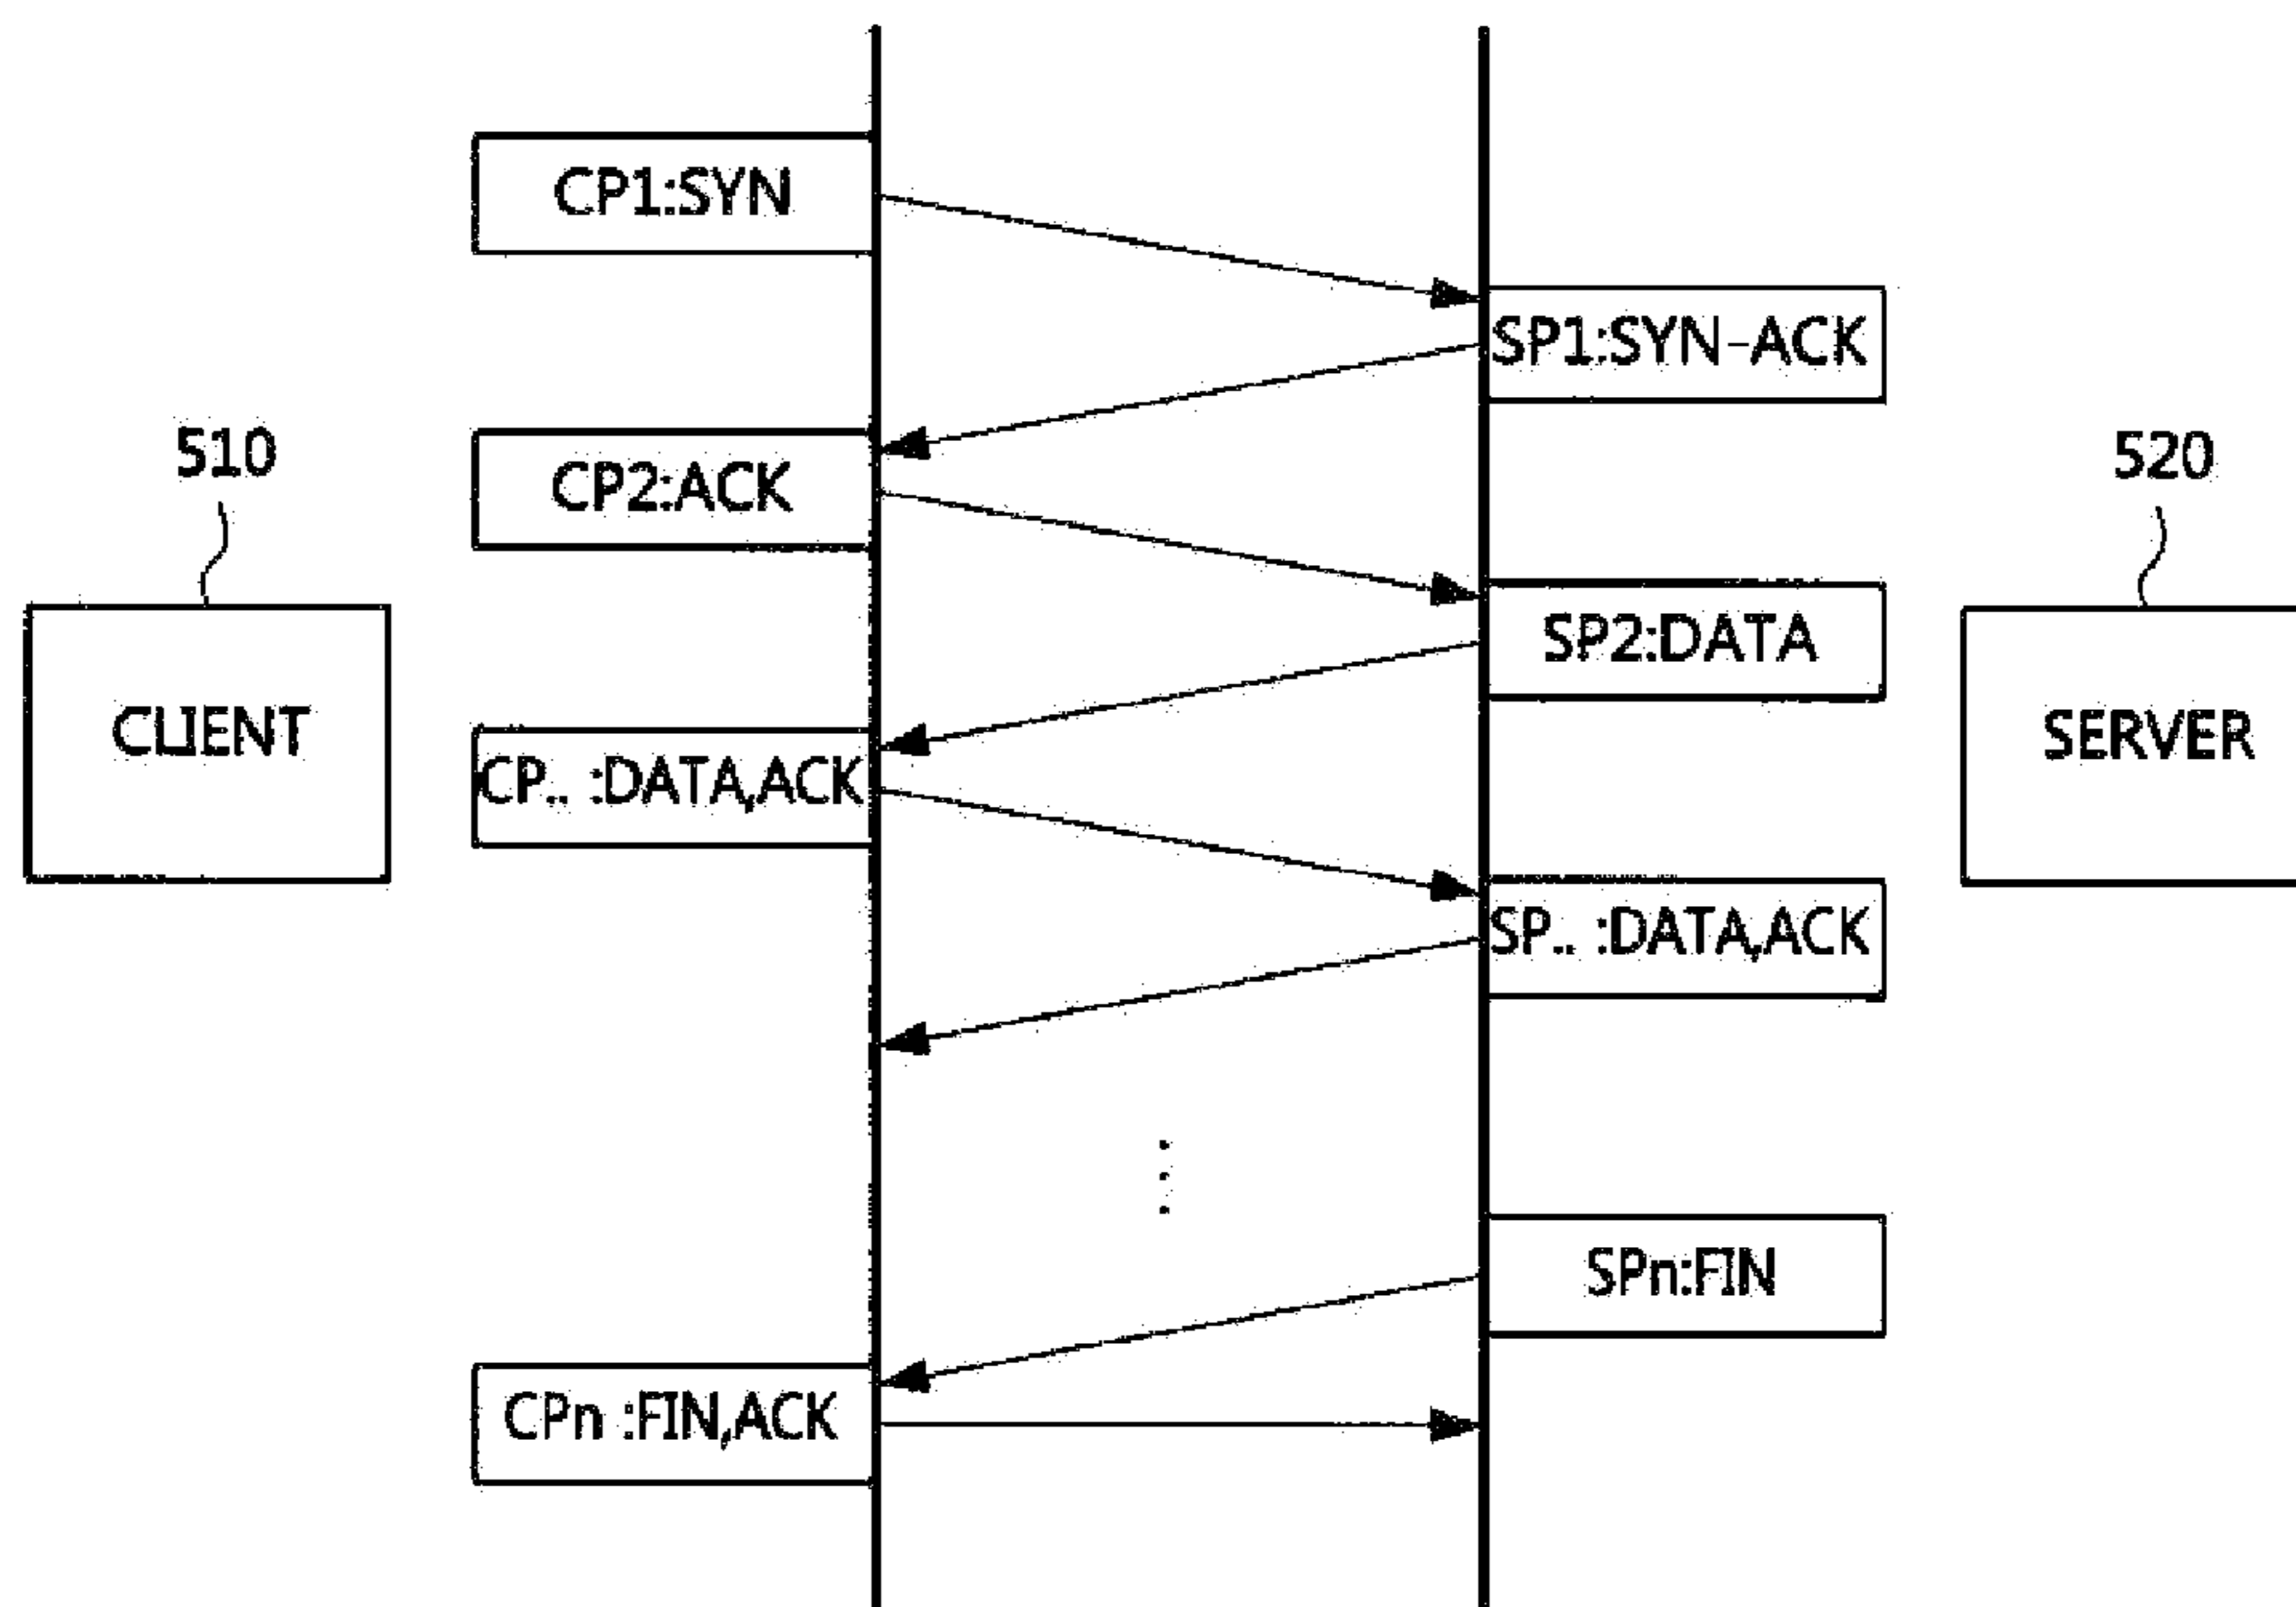 CP1:SYN
SP1:SYN-ACK
510
520
CP2:ACK
SP2:DATA
CLIENT
SERVER
CP.. :DATA,ACK
SP.. :DATA,ACK
SPn:FIN
CPn :FIN,ACK